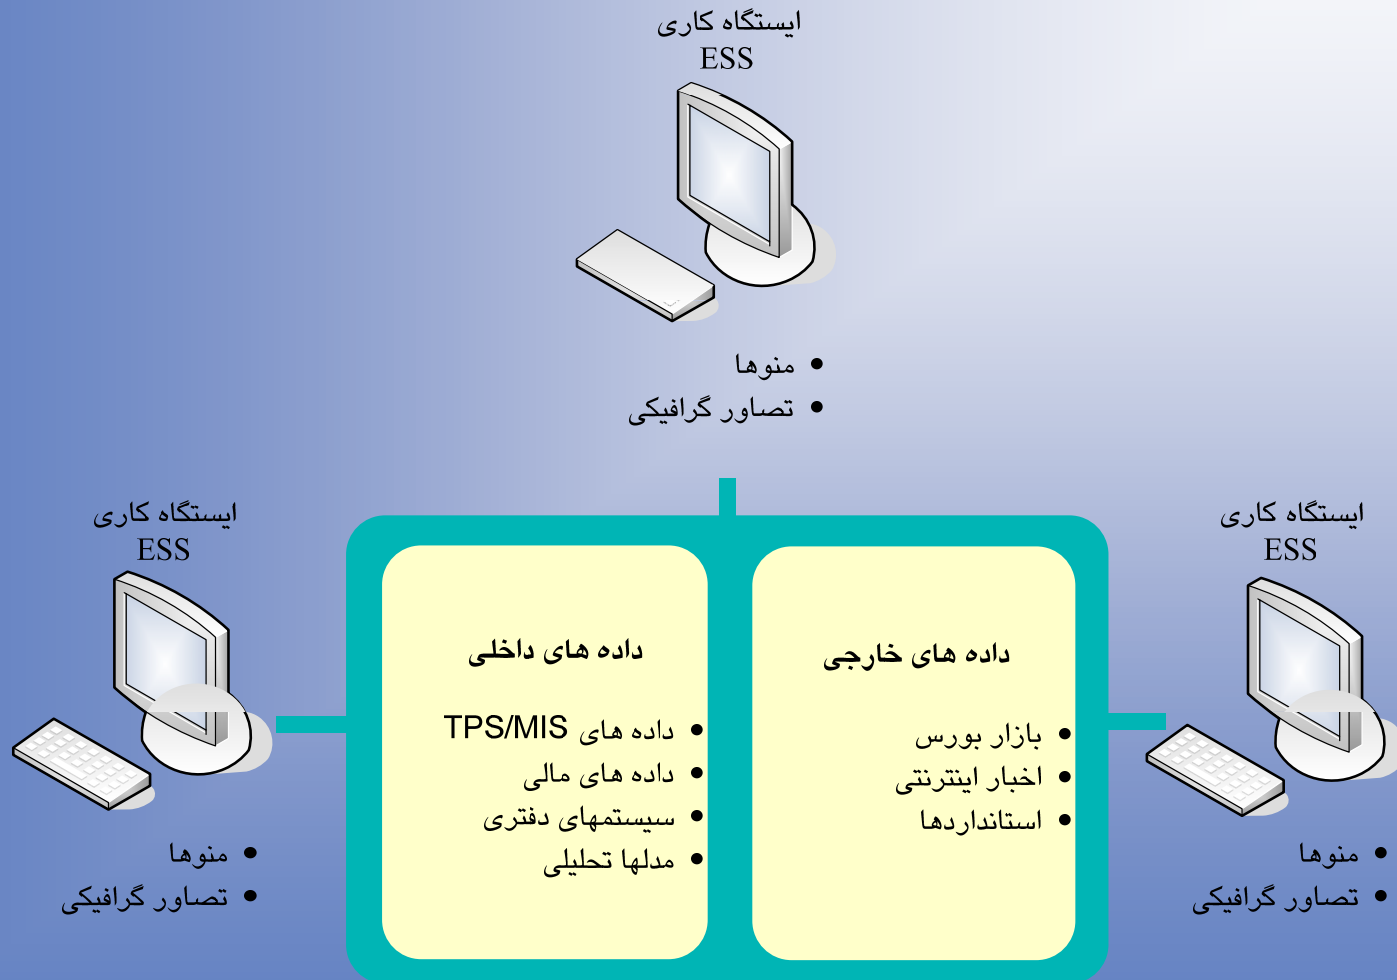 ایستگاه کاری
ESS
• منوها
• تصاور گرافیکی
ایستگاه کاری
ESS
• منوها
• تصاور گرافیکی
داده های خارجی
• بازار بورس
• اخبار اینترنتی
• استانداردها
داده های داخلی
• داده های TPS/MIS
• داده های مالی
• سیستمهای دفتری
• مدلها تحلیلی
ایستگاه کاری
ESS
• منوها
• تصاور گرافیکی